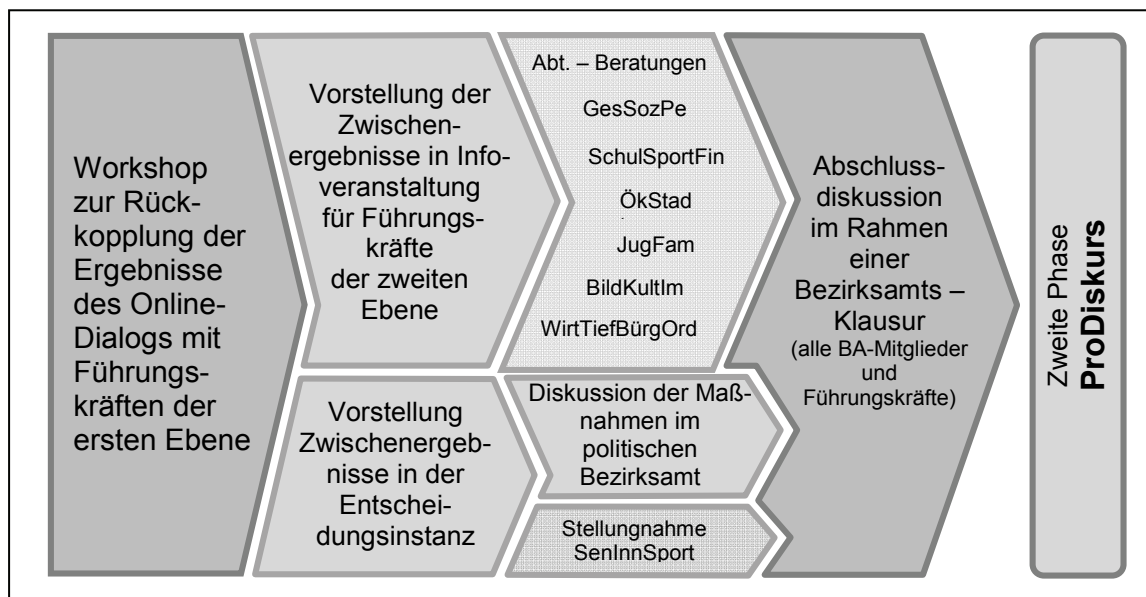 Workshop
zur Rück-
kopplung der
Ergebnisse
des Online-
Dialogs mit
Führungs-
kräften der
ersten Ebene
Vorstellung der
Zwischen-
ergebnisse in Info-
veranstaltung
für Führungs-
kräfte
der zweiten
Ebene
Vorstellung
Zwischenergeb-
nisse in der
Entschei-
dungsinstanz
Abt. – Beratungen
GesSozPe
SchulSportFin
ÖkStad
JugFam
BildKultIm
WirtTiefBürgOrd
Diskussion der Maß-
nahmen im
politischen
Bezirksamt
Stellungnahme
SenInnSport
Abschluss-
diskussion
im Rahmen
einer
Bezirksamts –
Klausur
(alle BA-Mitglieder
und
Führungskräfte)
Zweite Phase
ProDiskurs